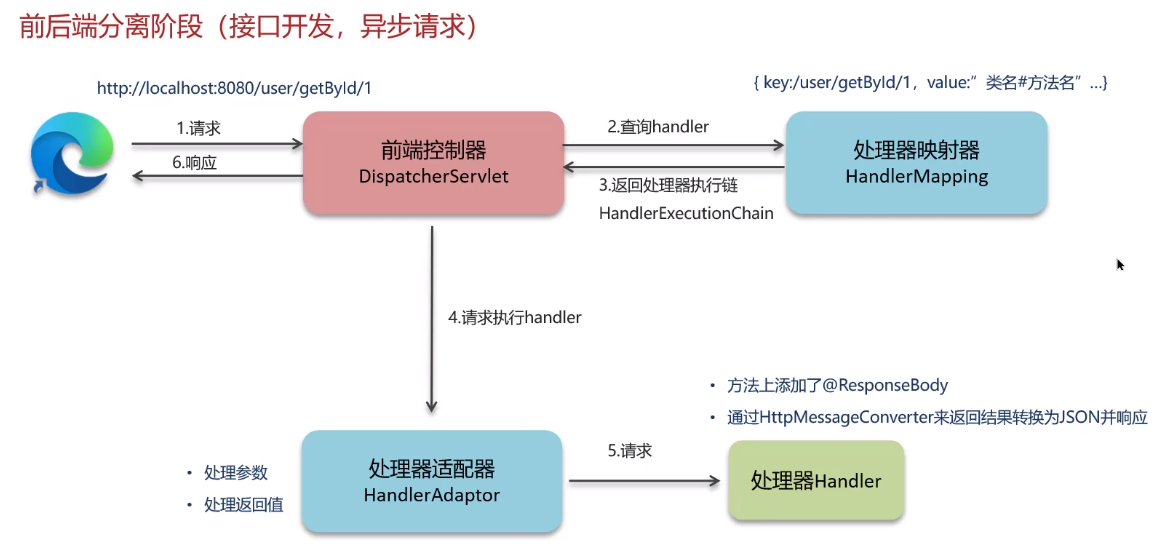 前后端分离阶段（接口开发，异步请求）
http://localhost:8080/user/getById/1
{ key:/user/getById/1，value:“ 类名#方法名” ...}
1.请求
6.响应
前端控制器
DispatcherServlet
2.查询handler
3.返回处理器执行链
HandlerExecutionChain
处理器映射器
HandlerMapping
4.请求执行handler
• 方法上添加了@ResponseBody
• 通过HttpMessageConverter来返回结果转换为JSON并响应
• 处理参数
• 处理返回值
处理器适配器
HandlerAdaptor
5.请求
处理器Handler